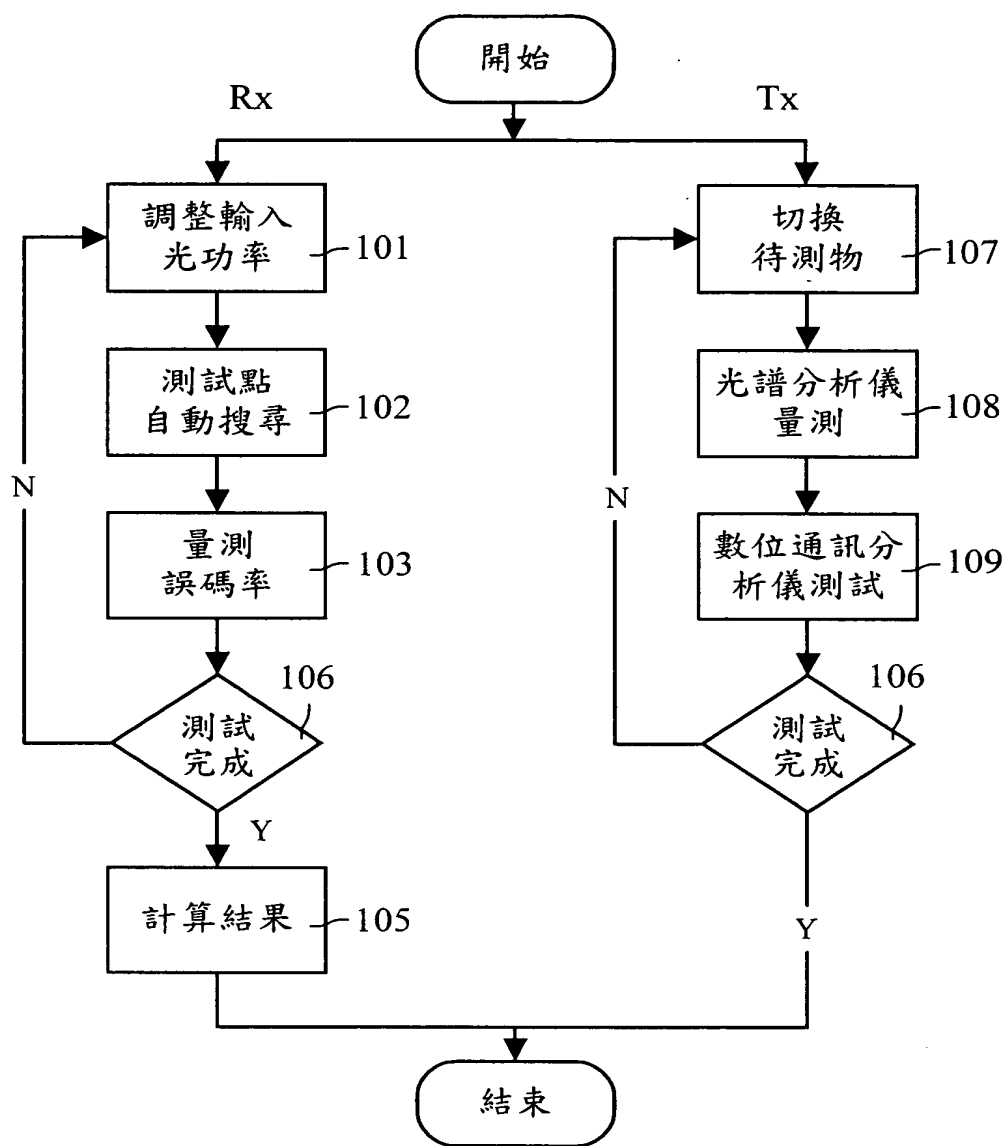 開始
Rx
Tx
調整輸入
光功率
101
測試點
自動搜尋
102
量測
誤碼率
103
N
106
測試
完成
Y
計算結果
105
切換
待測物
107
光譜分析儀
量測
108
數位通訊分
析儀測試
109
N
106
測試
完成
Y
結束